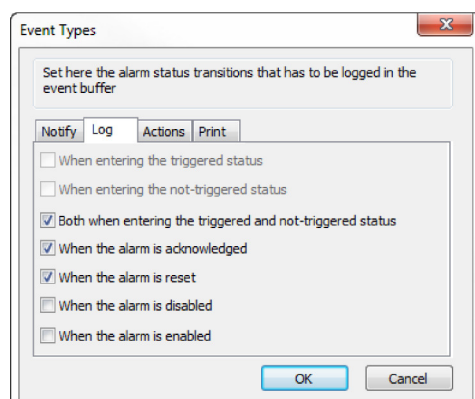 Event Types
Set here the alarm status transitions that has to be logged in the
event buffer
Notify Log Actions Print
When entering the triggered status
When entering the not-triggered status
Both when entering the triggered and not-triggered status
When the alarm is acknowledged
When the alarm is reset
When the alarm is disabled
When the alarm is enabled
OK Cancel